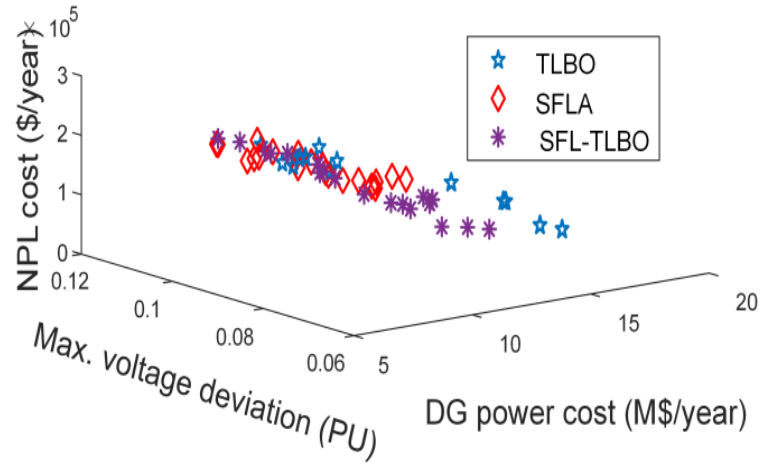 ×
10^5
3
2
1
0
NPL cost ($/year)
TLBO
SFLA
SFL-TLBO
0.12
0.1
0.08
0.06
Max. voltage deviation (PU)
5
10
15
20
DG power cost (M$/year)